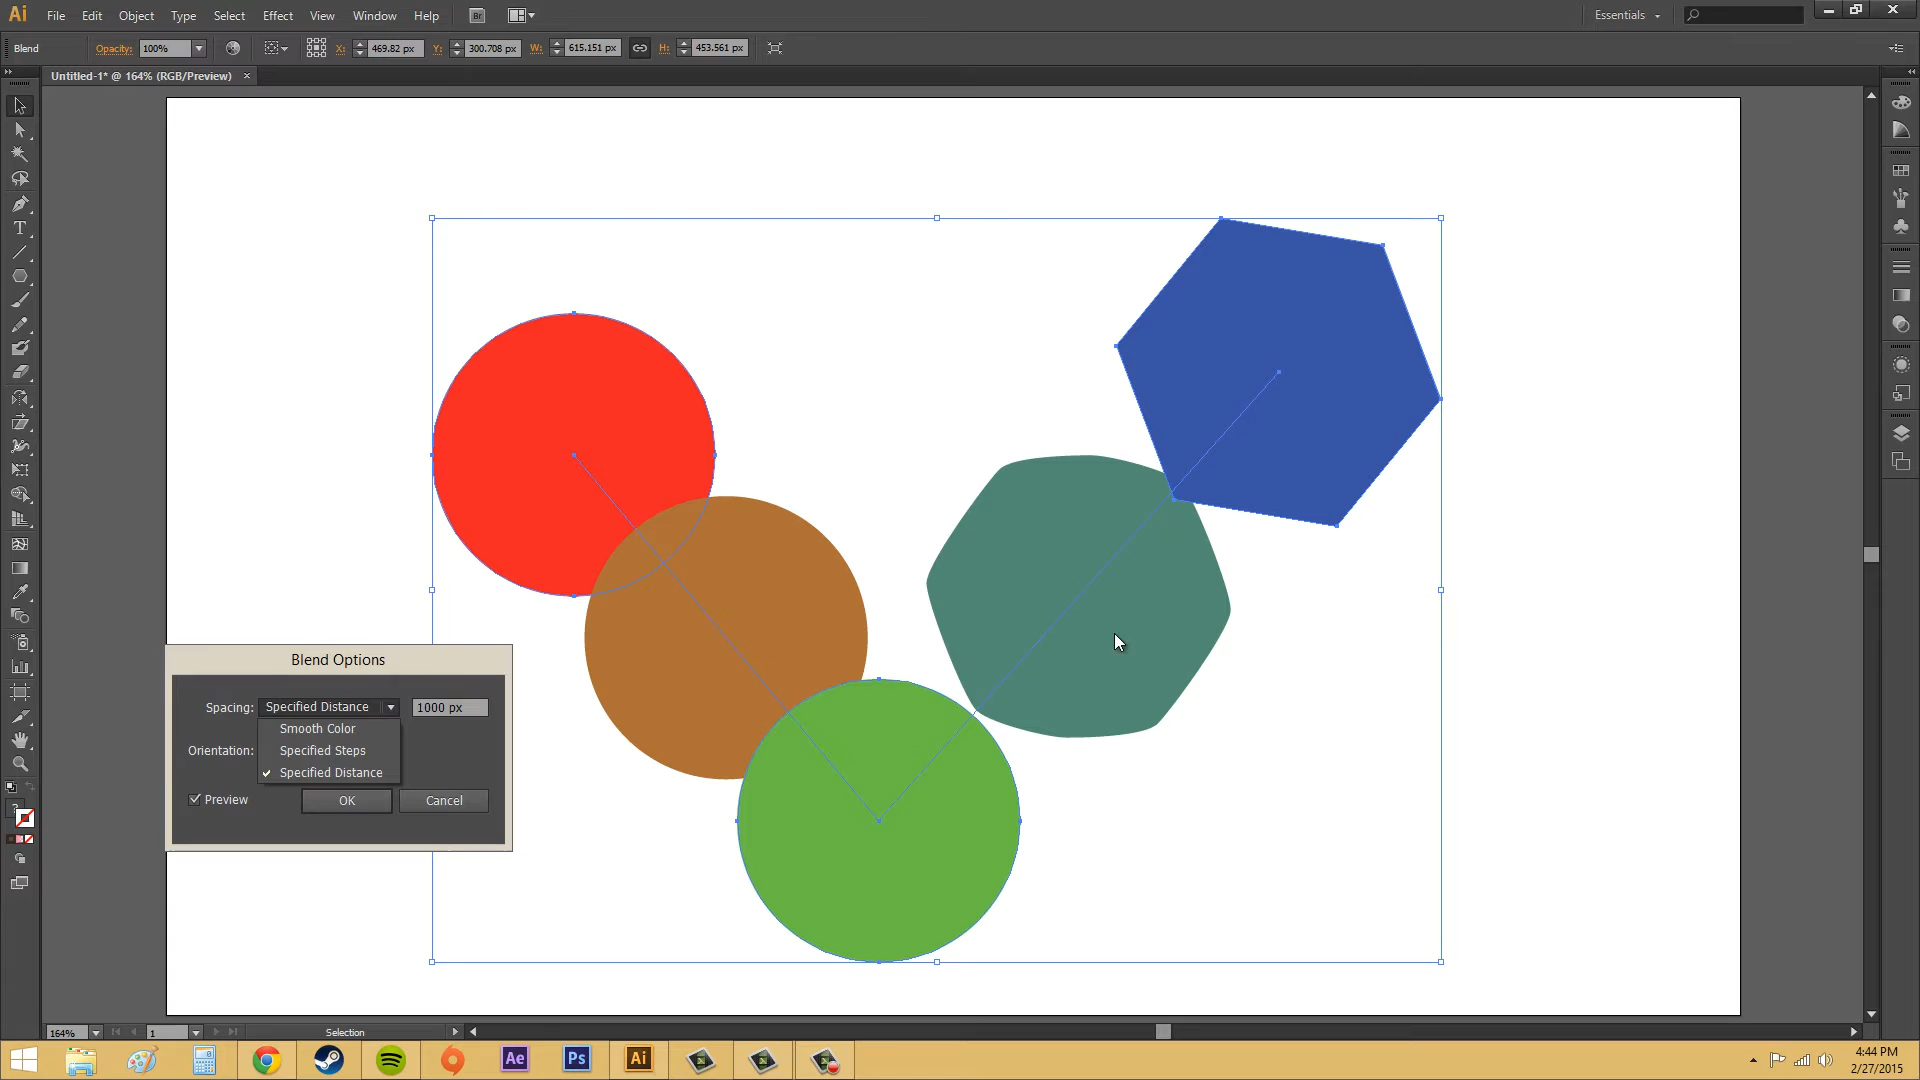 Ai File Edit Object Type Select Effect View Window Help Br Essentials
Blend Opacity: 100% X: 469.82 px Y: 300.708 px W: 615.151 px H: 453.561 px
Untitled-1* @ 164% (RGB/Preview)
Blend Options
Spacing: Specified Distance 1000 px
Smooth Color
Orientation: Specified Steps
Specified Distance
Preview OK Cancel
164% 1 Selection
Ae Ps Ai
4:44 PM
2/27/2015